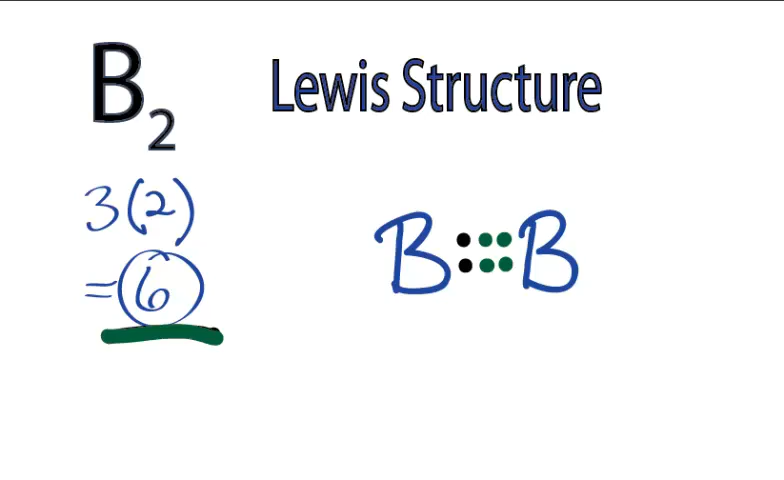 B₂ Lewis Structure
3(2)
=6
B:::B